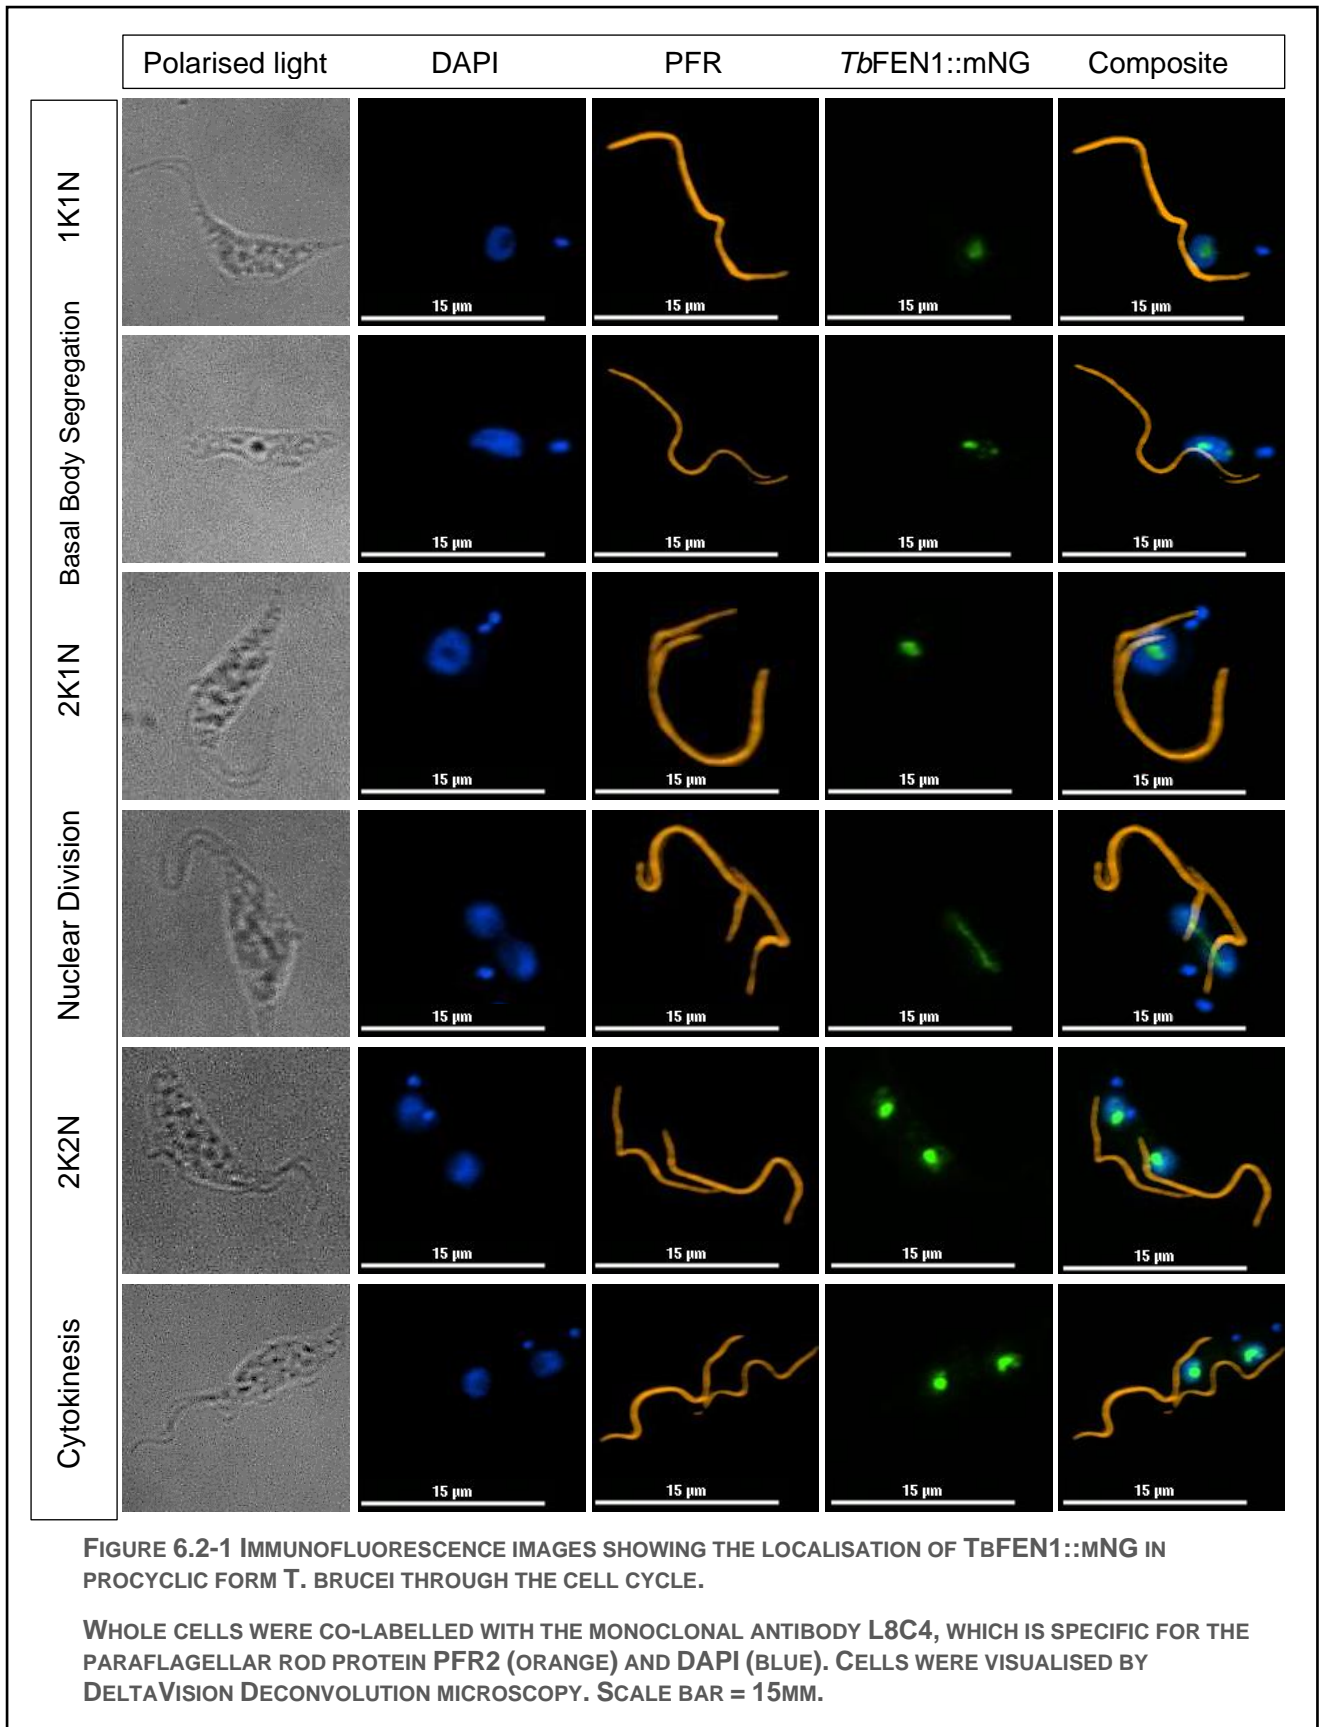 Polarised light DAPI PFR TbFEN1::mNG Composite
1K1N
15 µm 15 µm 15 µm 15 µm
Basal Body Segregation
15 µm 15 µm 15 µm 15 µm
2K1N
15 µm 15 µm 15 µm 15 µm
Nuclear Division
15 µm 15 µm 15 µm 15 µm
2K2N
15 µm 15 µm 15 µm 15 µm
Cytokinesis
15 µm 15 µm 15 µm 15 µm
FIGURE 6.2-1 IMMUNOFLUORESCENCE IMAGES SHOWING THE LOCALISATION OF TBFEN1::MNG IN
PROCYCLIC FORM T. BRUCEI THROUGH THE CELL CYCLE.
WHOLE CELLS WERE CO-LABELLED WITH THE MONOCLONAL ANTIBODY L8C4, WHICH IS SPECIFIC FOR THE
PARAFLAGELLAR ROD PROTEIN PFR2 (ORANGE) AND DAPI (BLUE). CELLS WERE VISUALISED BY
DELTAVISION DECONVOLUTION MICROSCOPY. SCALE BAR = 15MM.